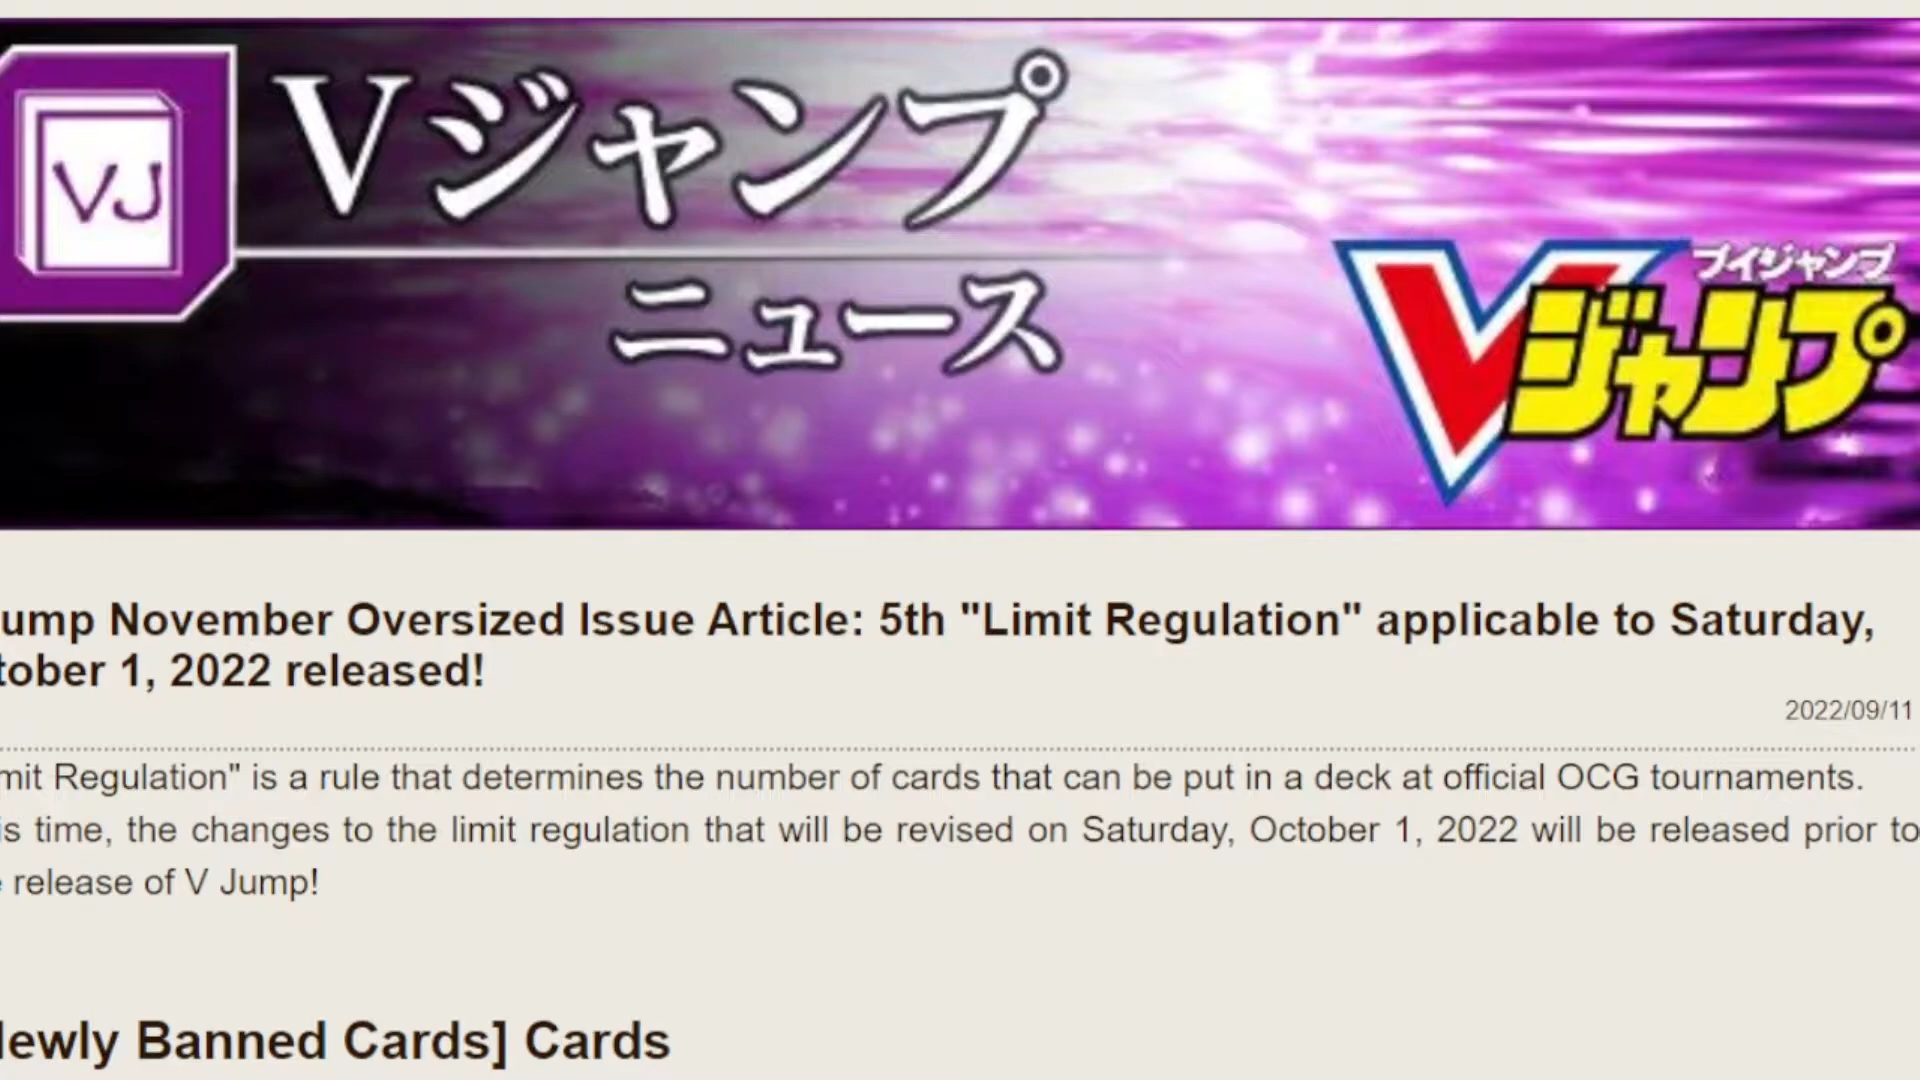 VJ
Vジャンプ
ニュース
ブイジャンプ
Vジャンプ
ump November Oversized Issue Article: 5th "Limit Regulation" applicable to Saturday,
tober 1, 2022 released!
2022/09/11
mit Regulation" is a rule that determines the number of cards that can be put in a deck at official OCG tournaments.
is time, the changes to the limit regulation that will be revised on Saturday, October 1, 2022 will be released prior to
e release of V Jump!
ewly Banned Cards] Cards